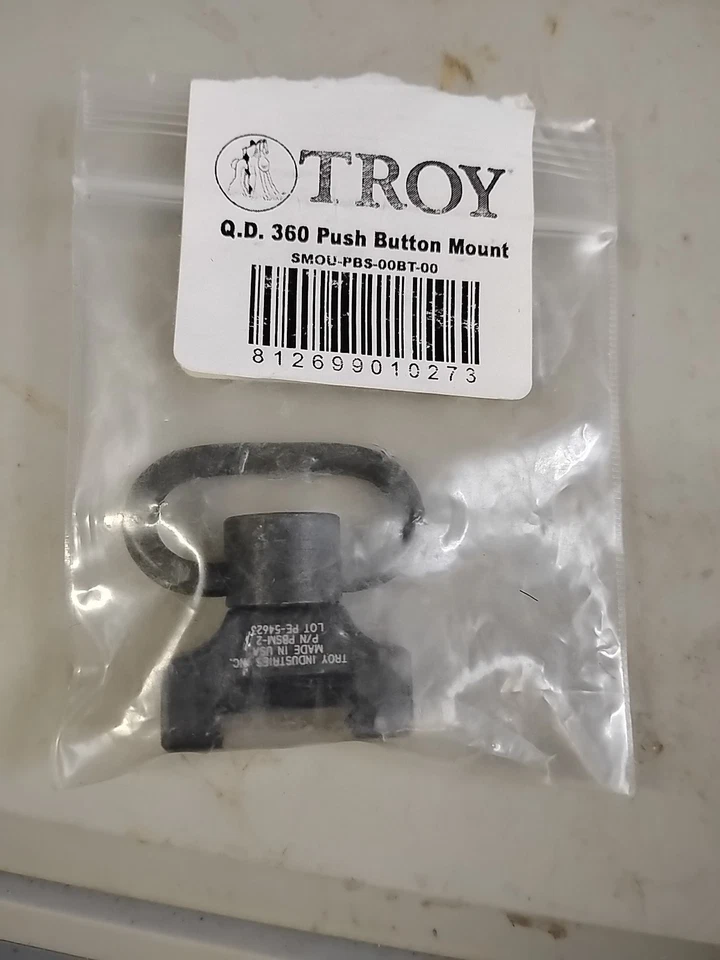 TROY
Q.D. 360 Push Button Mount
SMOU-PBS-00BT-00
812699010273
TROY INDUSTRIES INC.
MADE IN USA
P/N PBSM-2
LOT PE-54623